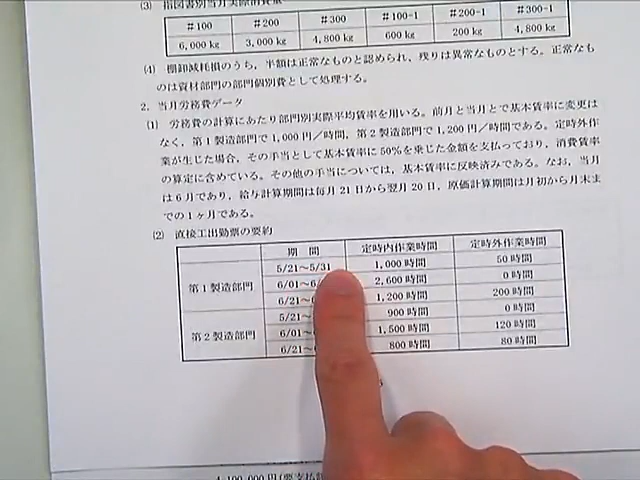 (3) 指図書別当月実際消費量
#100 #200 #300 #100-1 #200-1 #300-1
6,000 kg 3,000 kg 4,800 kg 600 kg 200 kg 4,800 kg
(4) 棚卸減耗損のうち，半額は正常なものと認められ，残りは異常なものとする。正常なも
のは資材部門の部門個別費として処理する。
2. 当月労務費データ
(1) 労務費の計算にあたり部門別実際平均賃率を用いる。前月と当月とで基本賃率に変更は
なく，第1製造部門で1,000円／時間，第2製造部門で1,200円／時間である。定時外作
業が生じた場合，その手当として基本賃率に50%を乗じた金額を支払っており，消費賃率
の算定に含めている。その他の手当については，基本賃率に反映済みである。なお，当月
は6月であり，給与計算期間は毎月21日から翌月20日，原価計算期間は月初から月末ま
での1ヶ月である。
(2) 直接工出勤票の要約
期間 定時内作業時間 定時外作業時間
第1製造部門 5/21～5/31 1,000時間 50時間
6/01～6/ 2,600時間 0時間
6/21～ 1,200時間 200時間
第2製造部門 5/21～ 900時間 0時間
6/01～ 1,500時間 120時間
6/21～ 800時間 80時間